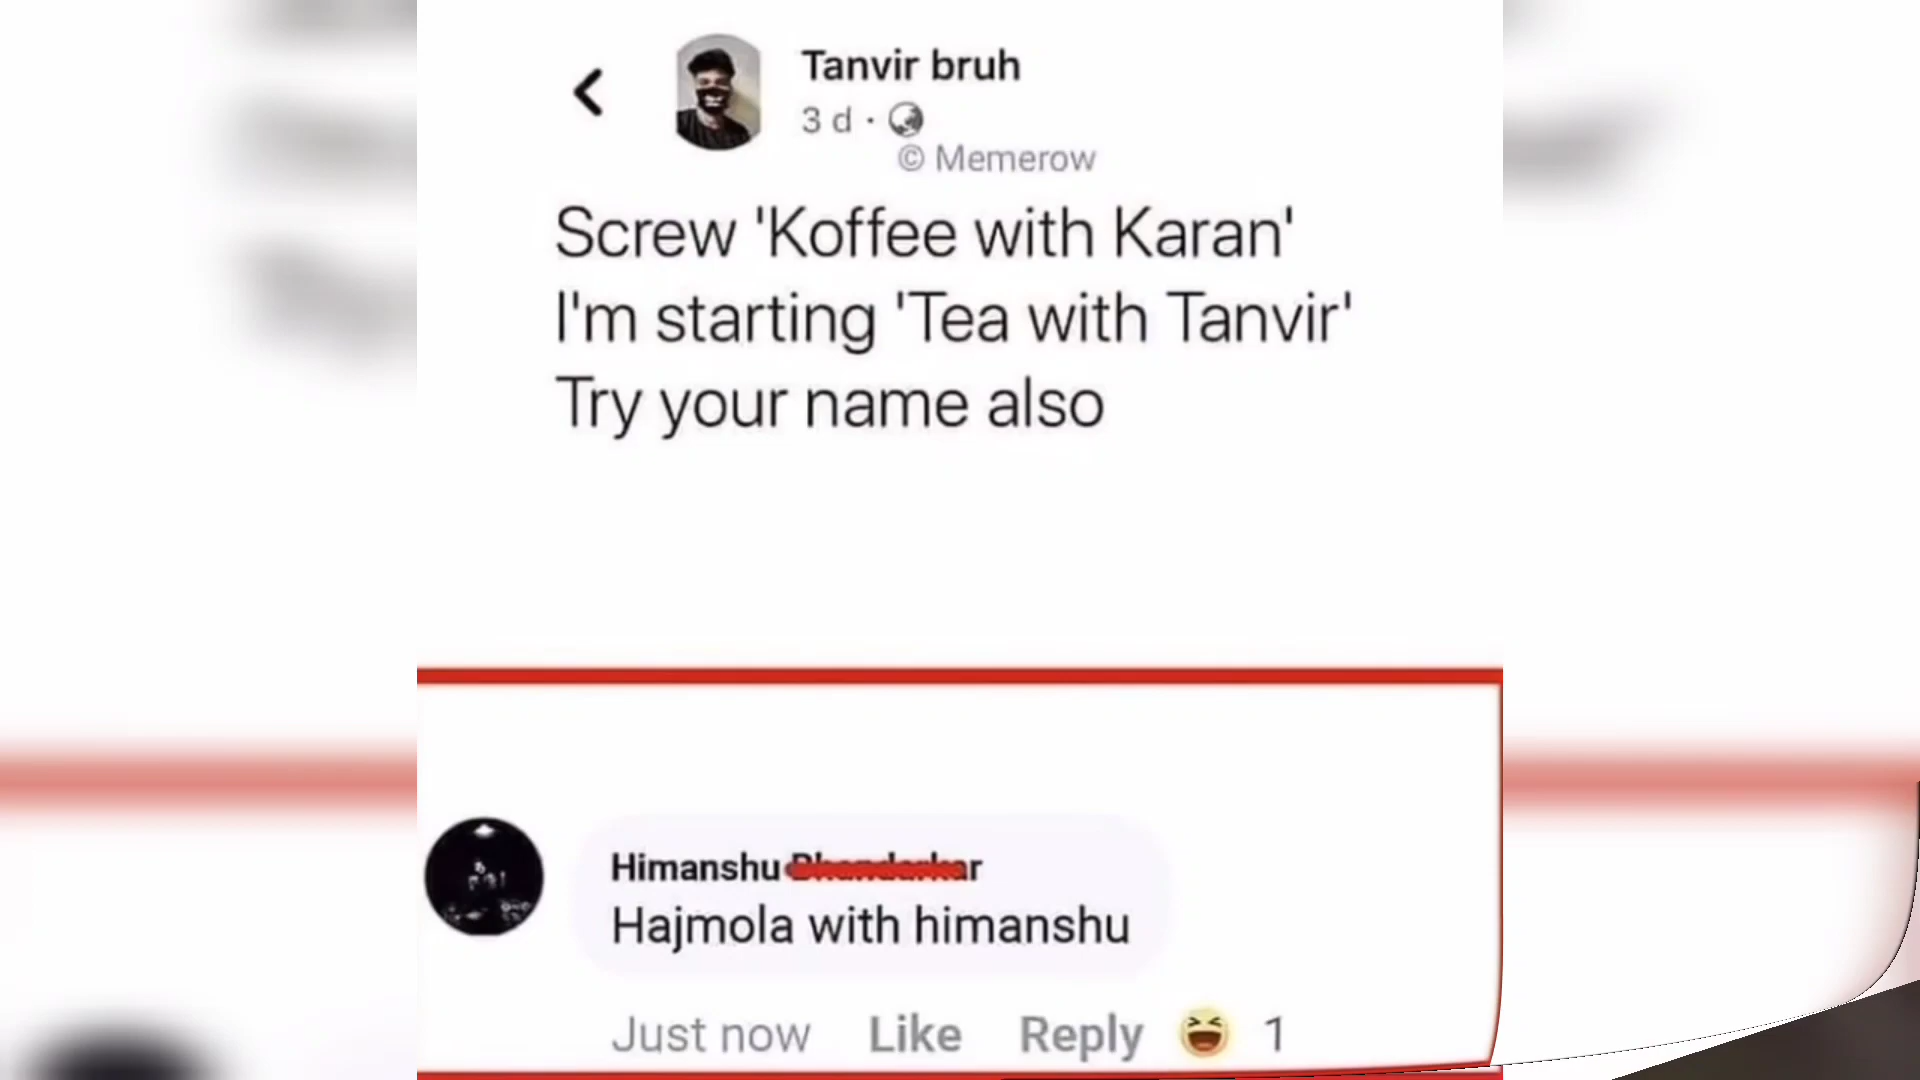 Tanvir bruh
3 d ·
© Memerow
Screw 'Koffee with Karan'
I'm starting 'Tea with Tanvir'
Try your name also
Himanshu
Hajmola with himanshu
Just now Like Reply 1